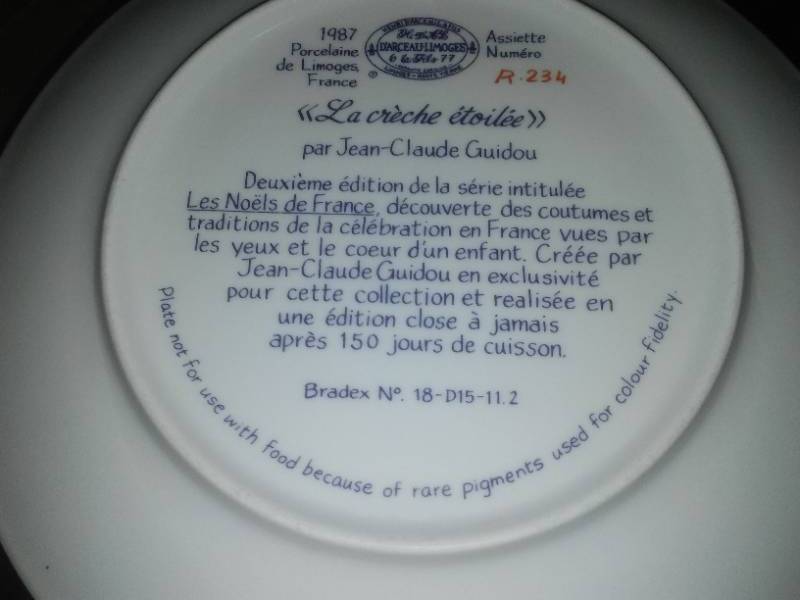 1987
Porcelaine
de Limoges,
France
D'ARCEAU-LIMOGES
6 77
Assiette
Numéro
R.234
«La crèche étoilée»
par Jean-Claude Guidou
Deuxième édition de la série intitulée
Les Noëls de France, découverte des coutumes et
traditions de la célébration en France vues par
les yeux et le coeur d'un enfant. Créée par
Jean-Claude Guidou en exclusivité
pour cette collection et realisée en
une édition close à jamais
après 150 jours de cuisson.
Bradex Nº. 18-D15-11.2
Plate not for use with food because of rare pigments used for colour fidelity.